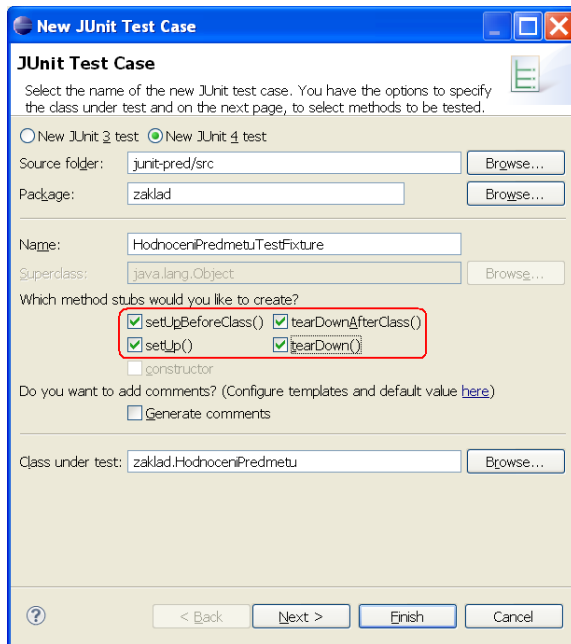 New JUnit Test Case
JUnit Test Case
Select the name of the new JUnit test case. You have the options to specify
the class under test and on the next page, to select methods to be tested.
New JUnit 3 test New JUnit 4 test
Source folder: junit-pred/src Browse...
Package: zaklad Browse...
Name: HodnoceniPredmetuTestFixture
Superclass: java.lang.Object Browse...
Which method stubs would you like to create?
setUpBeforeClass() tearDownAfterClass()
setUp() tearDown()
constructor
Do you want to add comments? (Configure templates and default value here)
Generate comments
Class under test: zaklad.HodnoceniPredmetu Browse...
? < Back Next > Finish Cancel